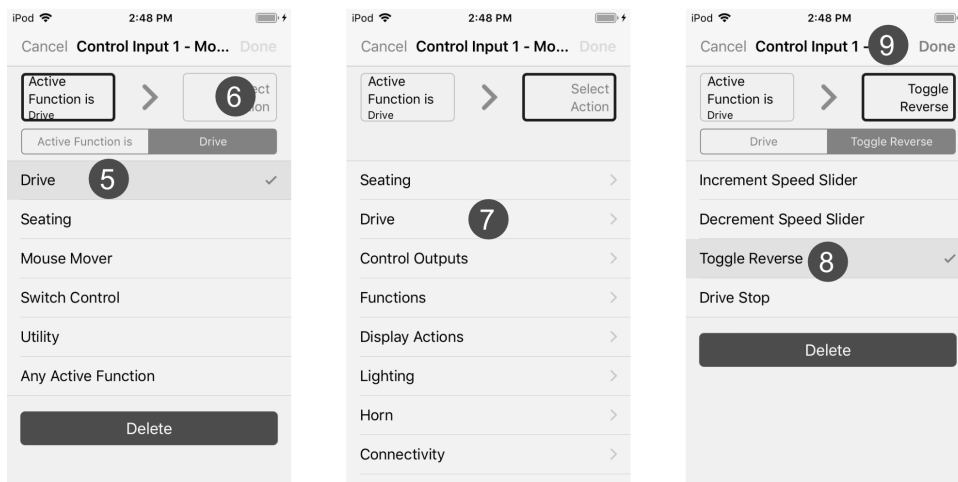 iPod 2:48 PM
Cancel Control Input 1 - Mo... Done
Active
Function is
Drive
6
ect
on
Active Function is Drive
Drive 5
Seating
Mouse Mover
Switch Control
Utility
Any Active Function
Delete
iPod 2:48 PM
Cancel Control Input 1 - Mo... Done
Active
Function is
Drive
Select
Action
Seating
Drive 7
Control Outputs
Functions
Display Actions
Lighting
Horn
Connectivity
iPod 2:48 PM
Cancel Control Input 1 - 9 Done
Active
Function is
Drive
Toggle
Reverse
Drive Toggle Reverse
Increment Speed Slider
Decrement Speed Slider
Toggle Reverse 8
Drive Stop
Delete